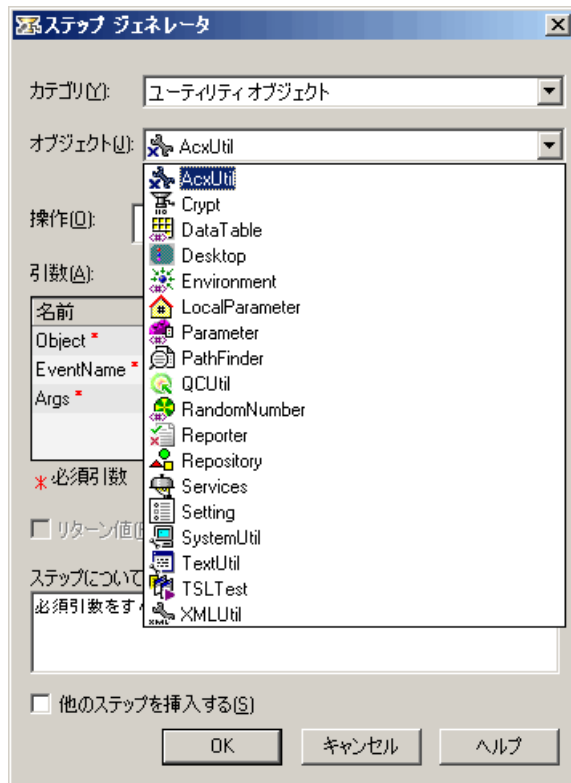 ステップ ジェネレータ
カテゴリ(Y): ユーティリティ オブジェクト
オブジェクト(J): AcxUtil
AcxUtil
Crypt
操作(O):
DataTable
Desktop
引数(A):
Environment
LocalParameter
名前
Parameter
Object *
PathFinder
EventName *
QCUtil
Args *
RandomNumber
Reporter
Repository
* 必須引数
Services
Setting
リターン値(
SystemUtil
TextUtil
ステップについて
TSLTest
必須引数をす
XMLUtil
他のステップを挿入する(S)
OK キャンセル ヘルプ